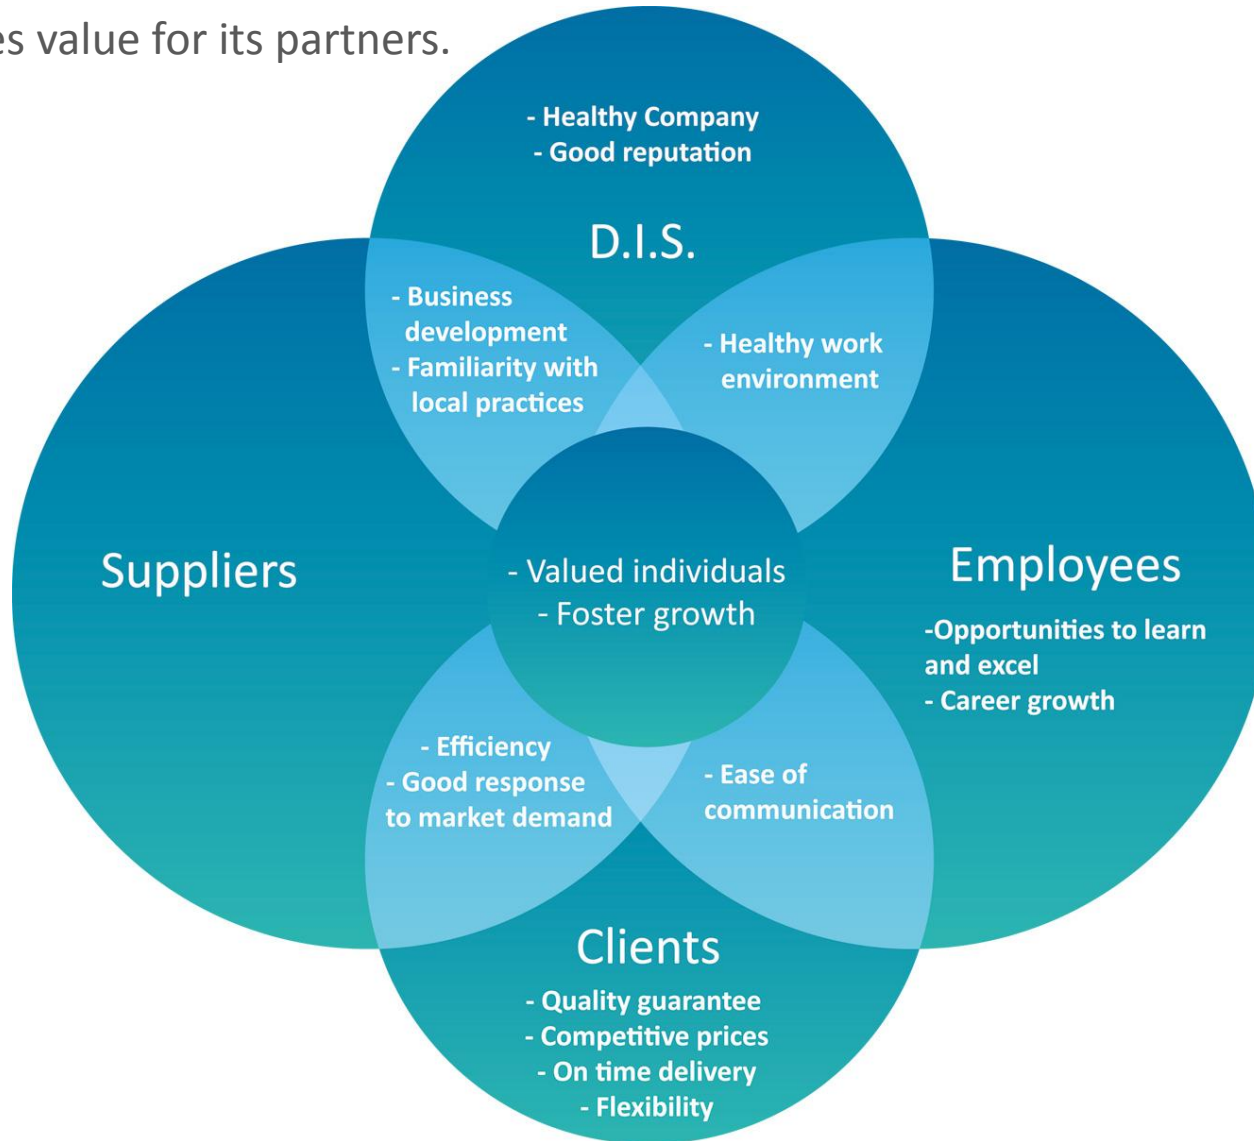 es value for its partners.
- Healthy Company
- Good reputation
D.I.S.
- Business
development
- Familiarity with
local practices
- Healthy work
environment
Suppliers
- Valued individuals
- Foster growth
Employees
-Opportunities to learn
and excel
- Career growth
- Efficiency
- Good response
to market demand
- Ease of
communication
Clients
- Quality guarantee
- Competitive prices
- On time delivery
- Flexibility